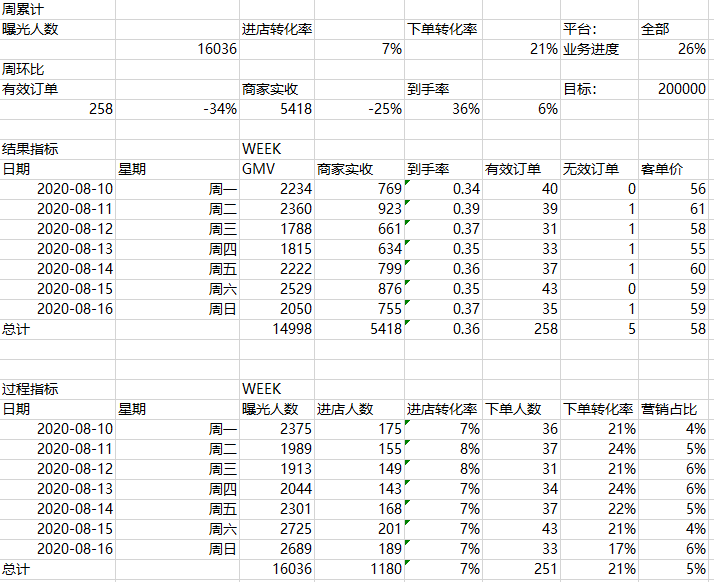 周累计
曝光人数 进店转化率 下单转化率 平台： 全部
16036 7% 21% 业务进度 26%
周环比
有效订单 商家实收 到手率 目标： 200000
258 -34% 5418 -25% 36% 6%
结果指标 WEEK
日期 星期 GMV 商家实收 到手率 有效订单 无效订单 客单价
2020-08-10 周一 2234 769 0.34 40 0 56
2020-08-11 周二 2360 923 0.39 39 1 61
2020-08-12 周三 1788 661 0.37 31 1 58
2020-08-13 周四 1815 634 0.35 33 1 55
2020-08-14 周五 2222 799 0.36 37 1 60
2020-08-15 周六 2529 876 0.35 43 0 59
2020-08-16 周日 2050 755 0.37 35 1 59
总计 14998 5418 0.36 258 5 58
过程指标 WEEK
日期 星期 曝光人数 进店人数 进店转化率 下单人数 下单转化率 营销占比
2020-08-10 周一 2375 175 7% 36 21% 4%
2020-08-11 周二 1989 155 8% 37 24% 5%
2020-08-12 周三 1913 149 8% 31 21% 6%
2020-08-13 周四 2044 143 7% 34 24% 6%
2020-08-14 周五 2301 168 7% 37 22% 5%
2020-08-15 周六 2725 201 7% 43 21% 4%
2020-08-16 周日 2689 189 7% 33 17% 6%
总计 16036 1180 7% 251 21% 5%